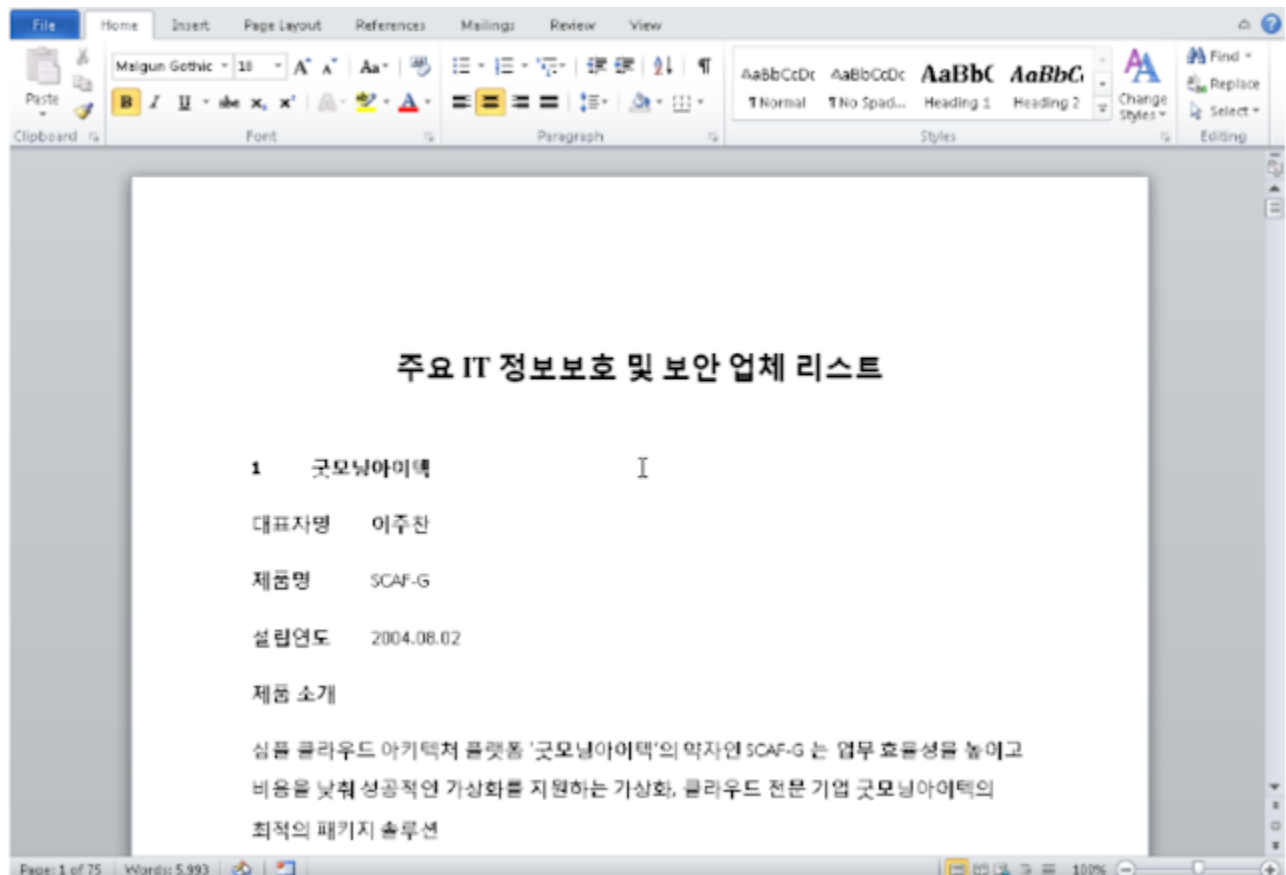 File Home Insert Page Layout References Mailings Review View
Malgun Gothic 18
Paste
Clipboard Font Paragraph Styles Editing
AaBbCcDc AaBbCcDc AaBbC AaBbC
¶ Normal ¶ No Spad... Heading 1 Heading 2
Change Styles
Find
Replace
Select
주요 IT 정보보호 및 보안 업체 리스트
1 굿모닝아이텍
대표자명 이주찬
제품명 SCAF-G
설립연도 2004.08.02
제품 소개
심플 클라우드 아키텍처 플랫폼 '굿모닝아이텍'의 약자인 SCAF-G 는 업무 효율성을 높이고
비용을 낮춰 성공적인 가상화를 지원하는 가상화, 클라우드 전문 기업 굿모닝아이텍의
최적의 패키지 솔루션
Page: 1 of 75 Words: 5,993 100%